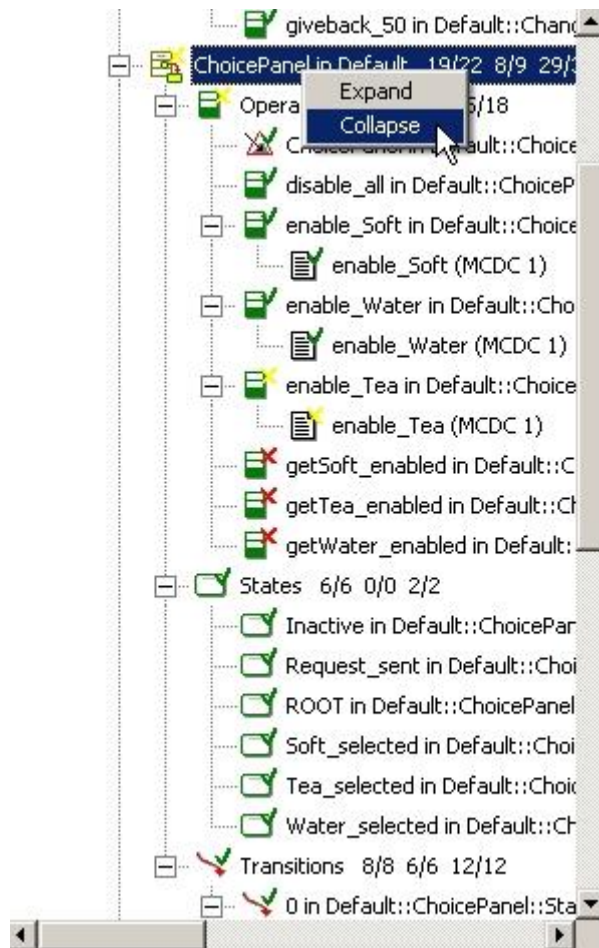 giveback_50 in Default::Chan
ChoicePanel in Default 19/22 8/9 29/3
Expand
Opera 5/18
Collapse
ault::Choice
disable_all in Default::ChoiceP
enable_Soft in Default::Choice
enable_Soft (MCDC 1)
enable_Water in Default::Cho
enable_Water (MCDC 1)
enable_Tea in Default::Choice
enable_Tea (MCDC 1)
getSoft_enabled in Default::C
getTea_enabled in Default::Ch
getWater_enabled in Default:
States 6/6 0/0 2/2
Inactive in Default::ChoicePan
Request_sent in Default::Choi
ROOT in Default::ChoicePanel
Soft_selected in Default::Choi
Tea_selected in Default::Choic
Water_selected in Default::Ch
Transitions 8/8 6/6 12/12
0 in Default::ChoicePanel::Sta